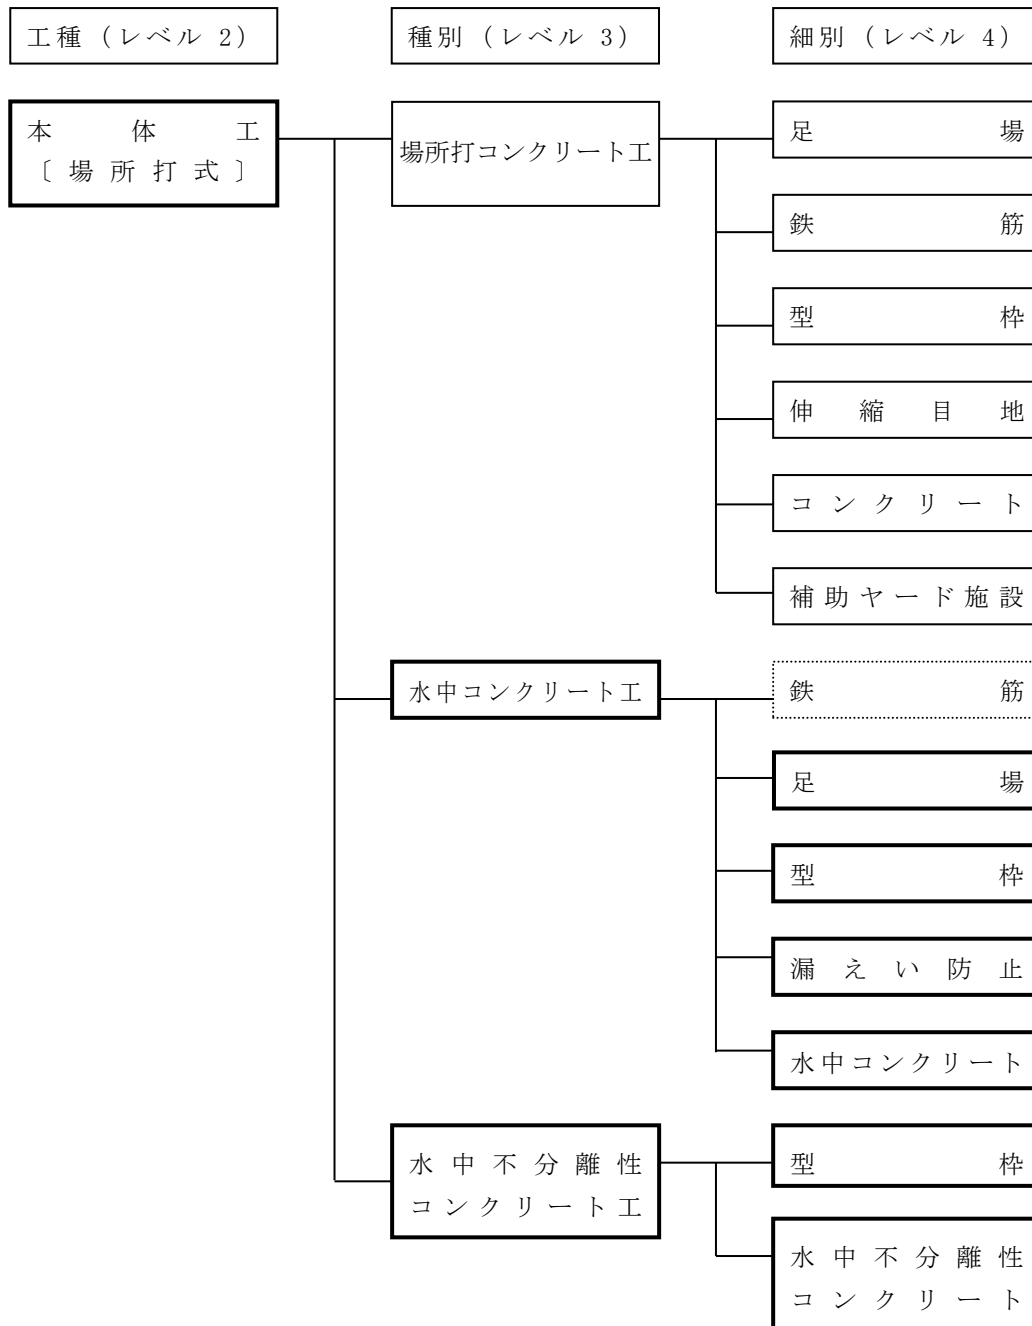 工種（レベル 2）
種別（レベル 3）
細別（レベル 4）
本体工
〔場所打式〕
場所打コンクリート工
足場
鉄筋
型枠
伸縮目地
コンクリート
補助ヤード施設
水中コンクリート工
鉄筋
足場
型枠
漏えい防止
水中コンクリート
水中不分離性
コンクリート工
型枠
水中不分離性
コンクリート